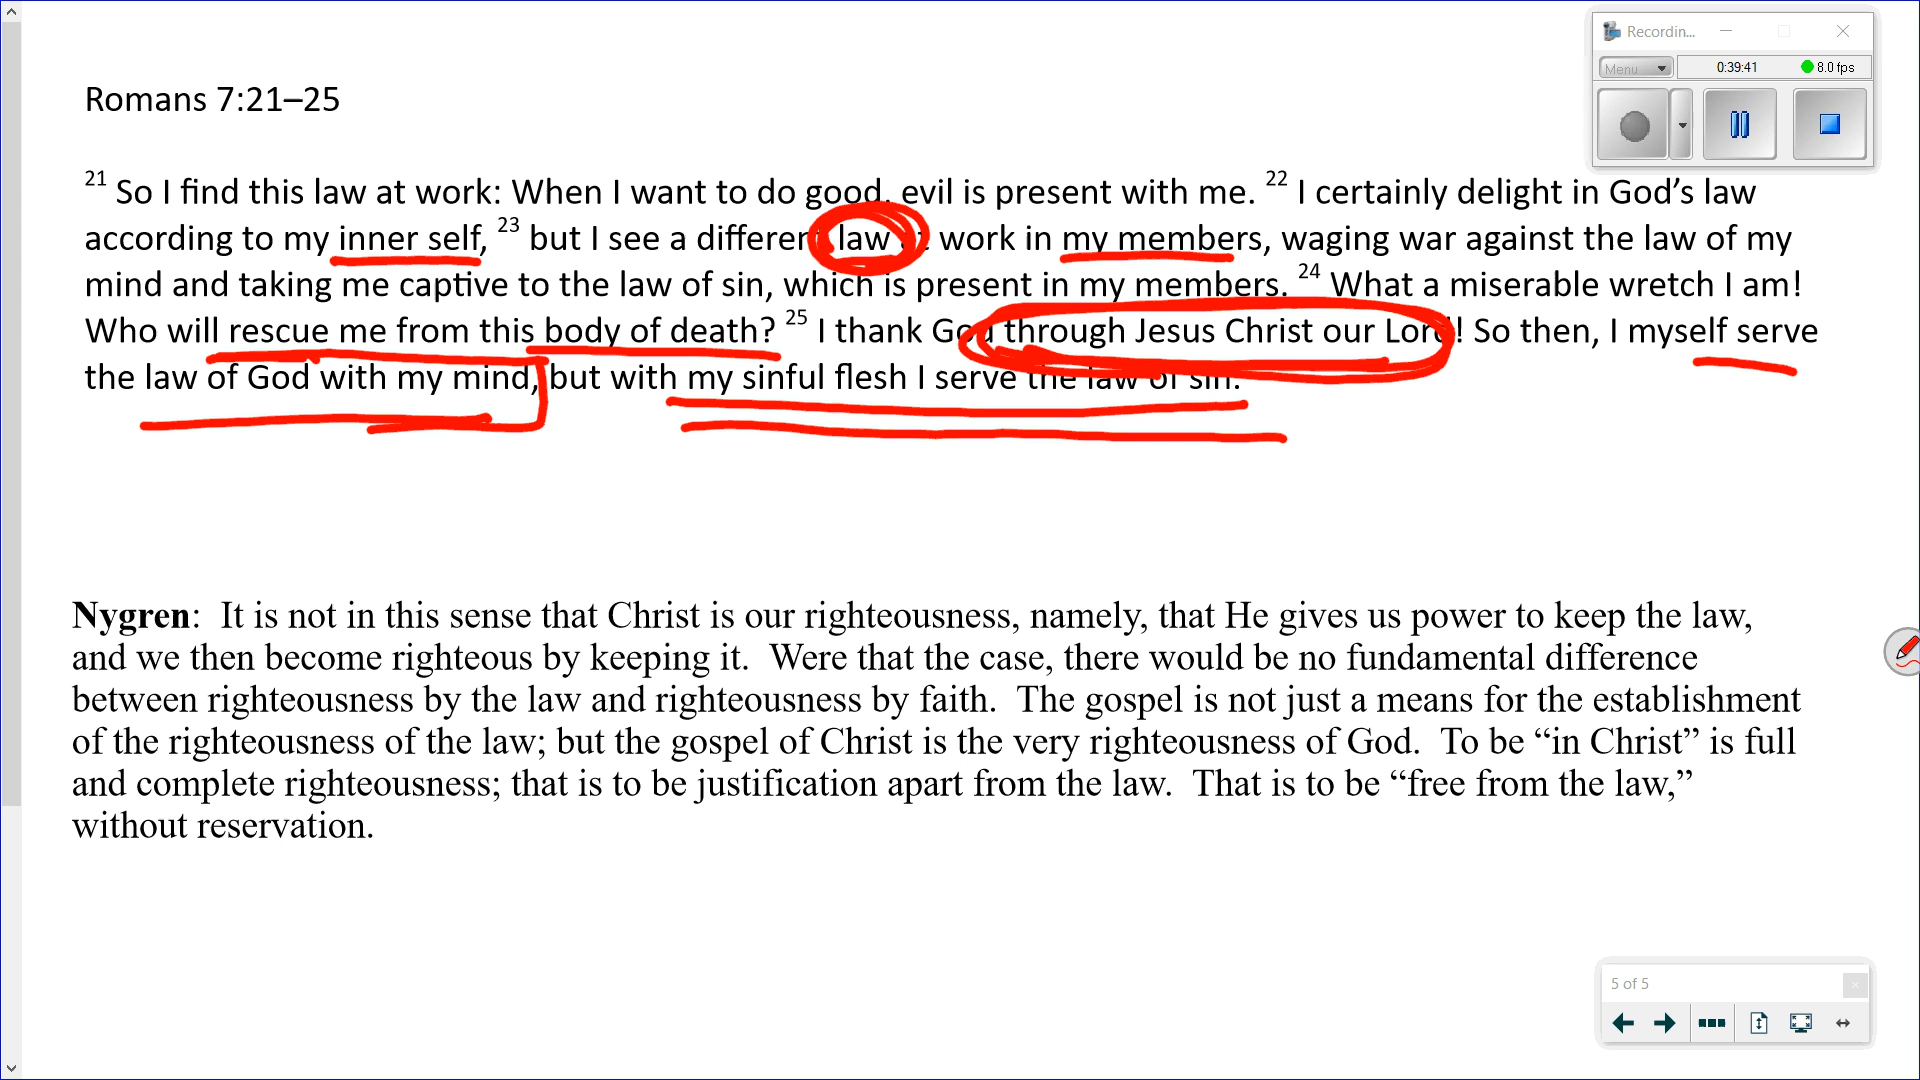 Recordin...
Menu
0:39:41
8.0 fps
Romans 7:21–25
21 So I find this law at work: When I want to do good, evil is present with me. 22 I certainly delight in God’s law
according to my inner self, 23 but I see a different law at work in my members, waging war against the law of my
mind and taking me captive to the law of sin, which is present in my members. 24 What a miserable wretch I am!
Who will rescue me from this body of death? 25 I thank God through Jesus Christ our Lord! So then, I myself serve
the law of God with my mind, but with my sinful flesh I serve the law of sin.
Nygren:  It is not in this sense that Christ is our righteousness, namely, that He gives us power to keep the law,
and we then become righteous by keeping it.  Were that the case, there would be no fundamental difference
between righteousness by the law and righteousness by faith.  The gospel is not just a means for the establishment
of the righteousness of the law; but the gospel of Christ is the very righteousness of God.  To be “in Christ” is full
and complete righteousness; that is to be justification apart from the law.  That is to be “free from the law,”
without reservation.
5 of 5